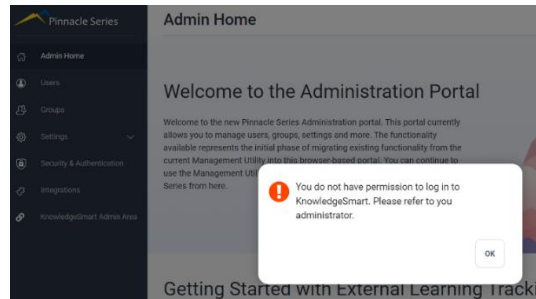 Pinnacle Series
Admin Home
Admin Home
Users
Groups
Settings
Security & Authentication
Integrations
KnowledgeSmart Admin Area
Welcome to the Administration Portal
Welcome to the new Pinnacle Series Administration portal. This portal currently
allows you to manage users, groups, settings and more. The functionality
available represents the initial phase of migrating existing functionality from the
current Management Utility into this browser-based portal. You can continue to
use the Management Util
Series from here.
You do not have permission to log in to
KnowledgeSmart. Please refer to you
administrator.
OK
Getting Started with External Learning Tracki